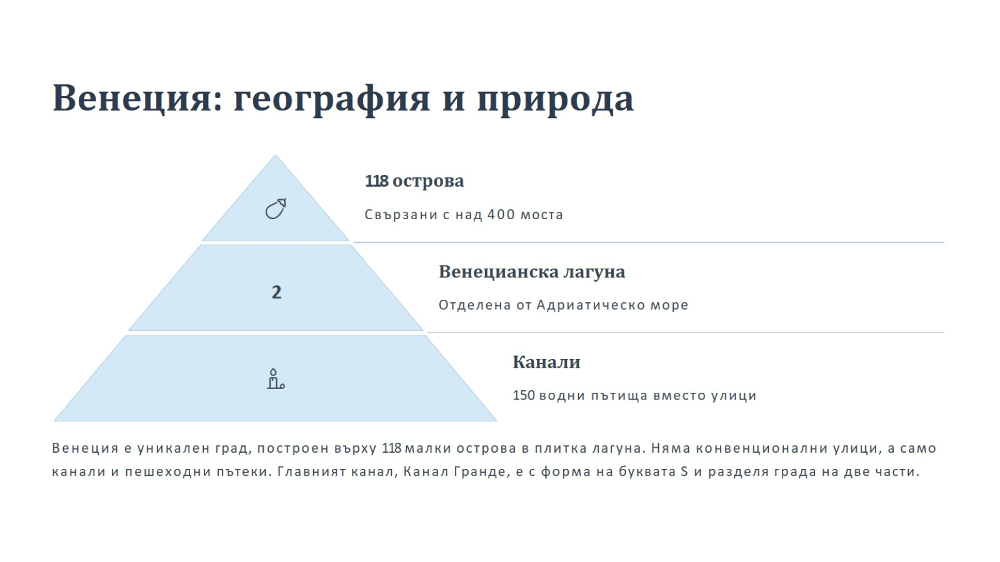 Венеция: география и природа
118 острова
Свързани с над 400 моста
2
Венецианска лагуна
Отделена от Адриатическо море
Канали
150 водни пътища вместо улици
Венеция е уникален град, построен върху 118 малки острова в плитка лагуна. Няма конвенционални улици, а само
канали и пешеходни пътеки. Главният канал, Канал Гранде, е с форма на буквата S и разделя града на две части.